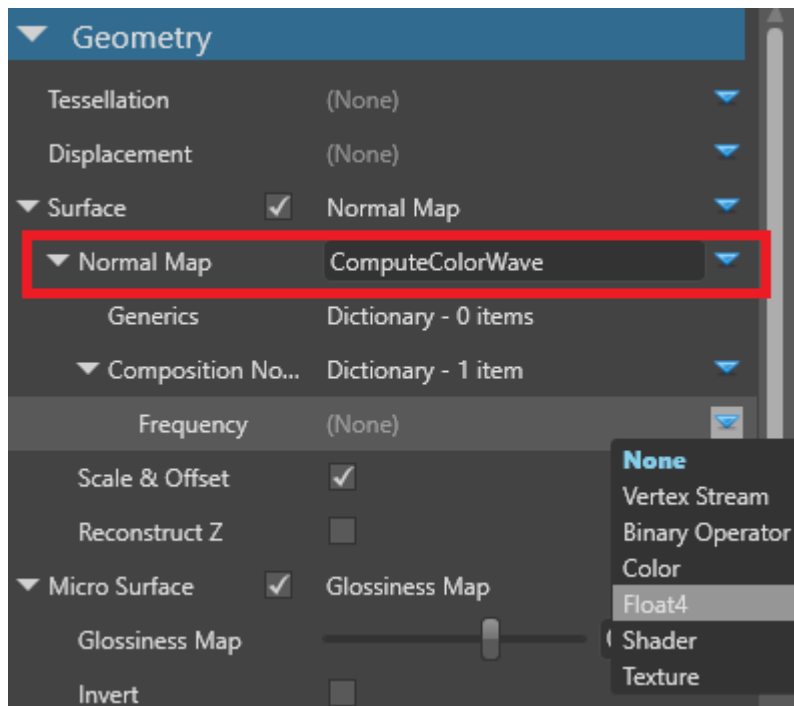 Geometry
Tessellation (None)
Displacement (None)
Surface Normal Map
Normal Map ComputeColorWave
Generics Dictionary - 0 items
Composition No... Dictionary - 1 item
Frequency (None)
None
Vertex Stream
Binary Operator
Color
Float4
Shader
Texture
Scale & Offset
Reconstruct Z
Micro Surface Glossiness Map
Glossiness Map
Invert